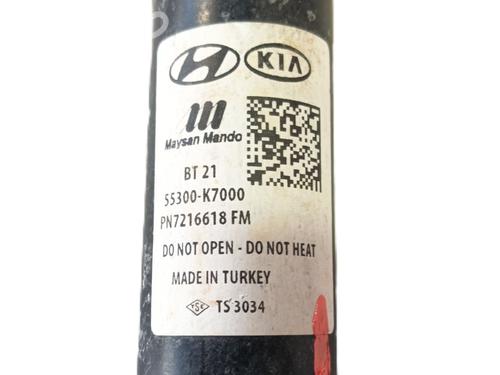 KIA
Maysan Mando
BT 21
55300-K7000
PN7216618 FM
DO NOT OPEN - DO NOT HEAT
MADE IN TURKEY
TSE TS 3034